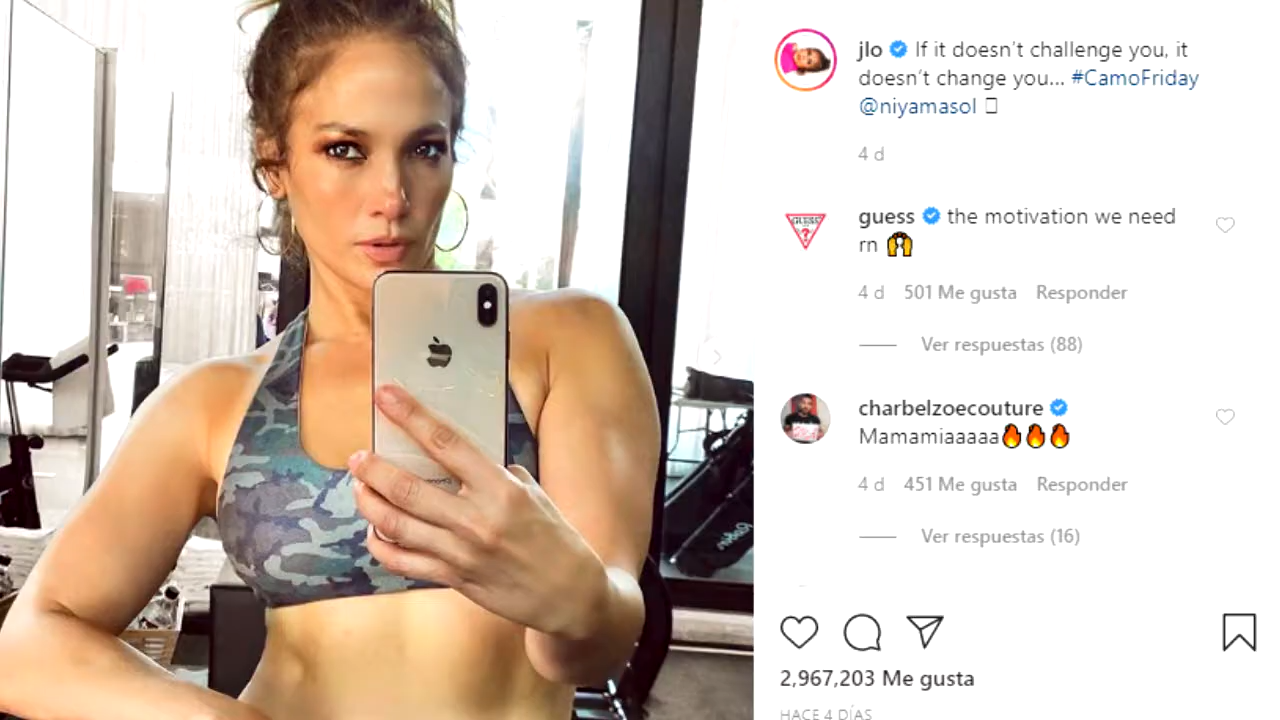 jlo If it doesn't challenge you, it
doesn't change you... #CamoFriday
@niyamasol
4 d
GUESS
?
guess the motivation we need
rn 🙌
4 d 501 Me gusta Responder
Ver respuestas (88)
charbelzoecouture
Mamamiaaaaa🔥🔥🔥
4 d 451 Me gusta Responder
Ver respuestas (16)
2,967,203 Me gusta
HACE 4 DÍAS